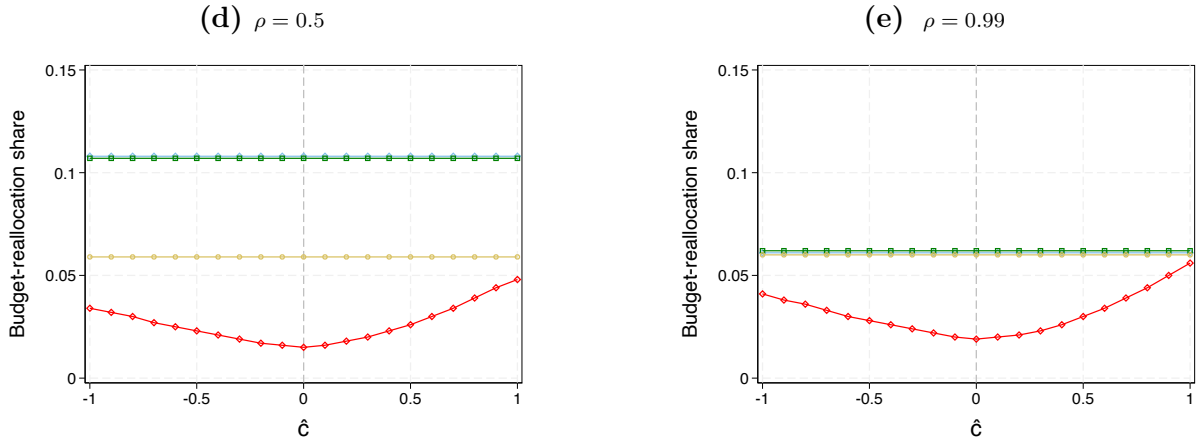 (d) ρ = 0.5
0.15
0.1
0.05
0
Budget-reallocation share
-1 -0.5 0 0.5 1
ĉ
(e) ρ = 0.99
0.15
0.1
0.05
0
Budget-reallocation share
-1 -0.5 0 0.5 1
ĉ